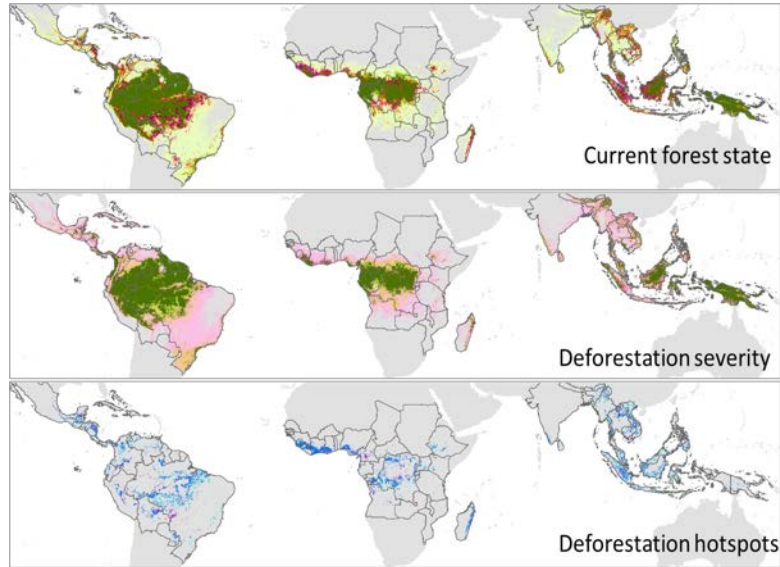 Current forest state
Deforestation severity
Deforestation hotspots